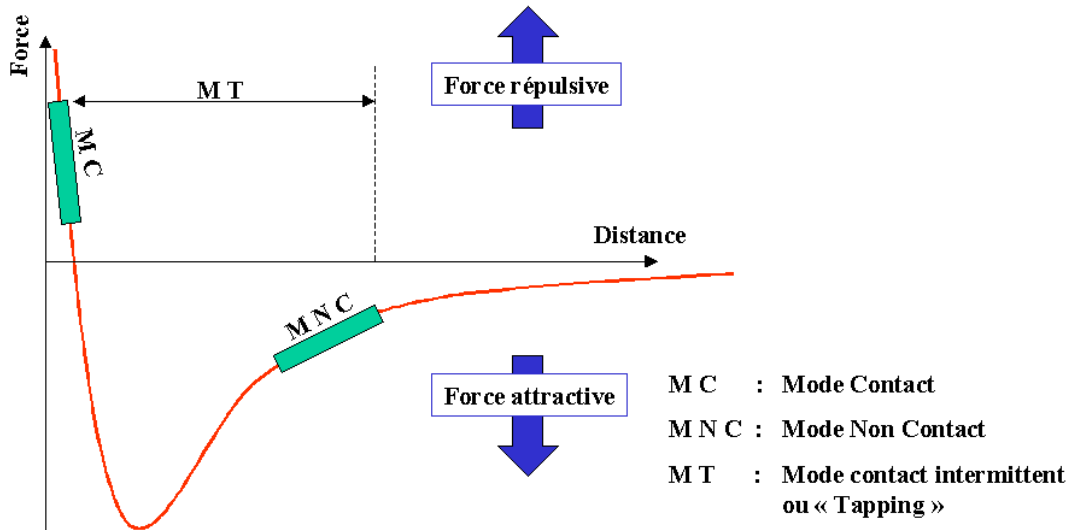 Force
M T
Force répulsive
M C
Distance
M N C
Force attractive
M C : Mode Contact
M N C : Mode Non Contact
M T : Mode contact intermittent
ou « Tapping »